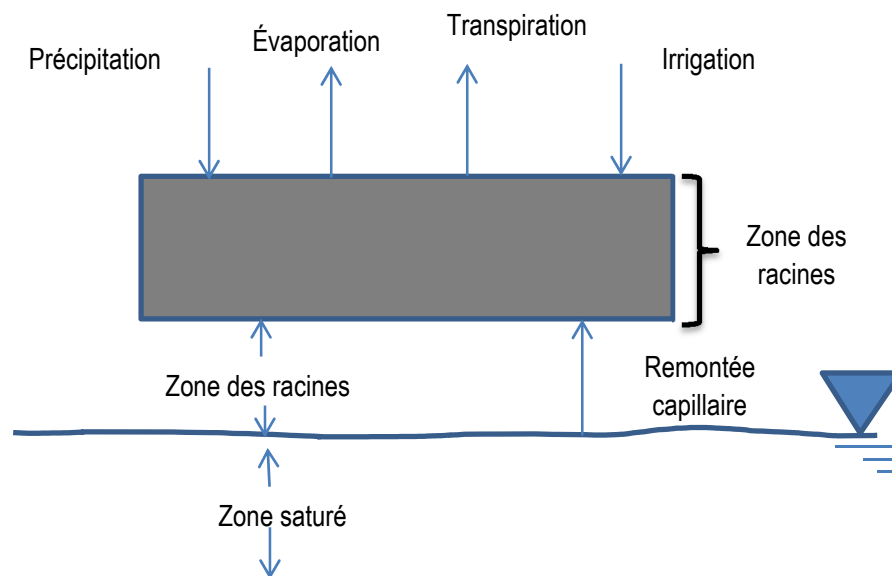 Précipitation
Évaporation
Transpiration
Irrigation
Zone des
racines
Zone des racines
Remontée
capillaire
Zone saturé